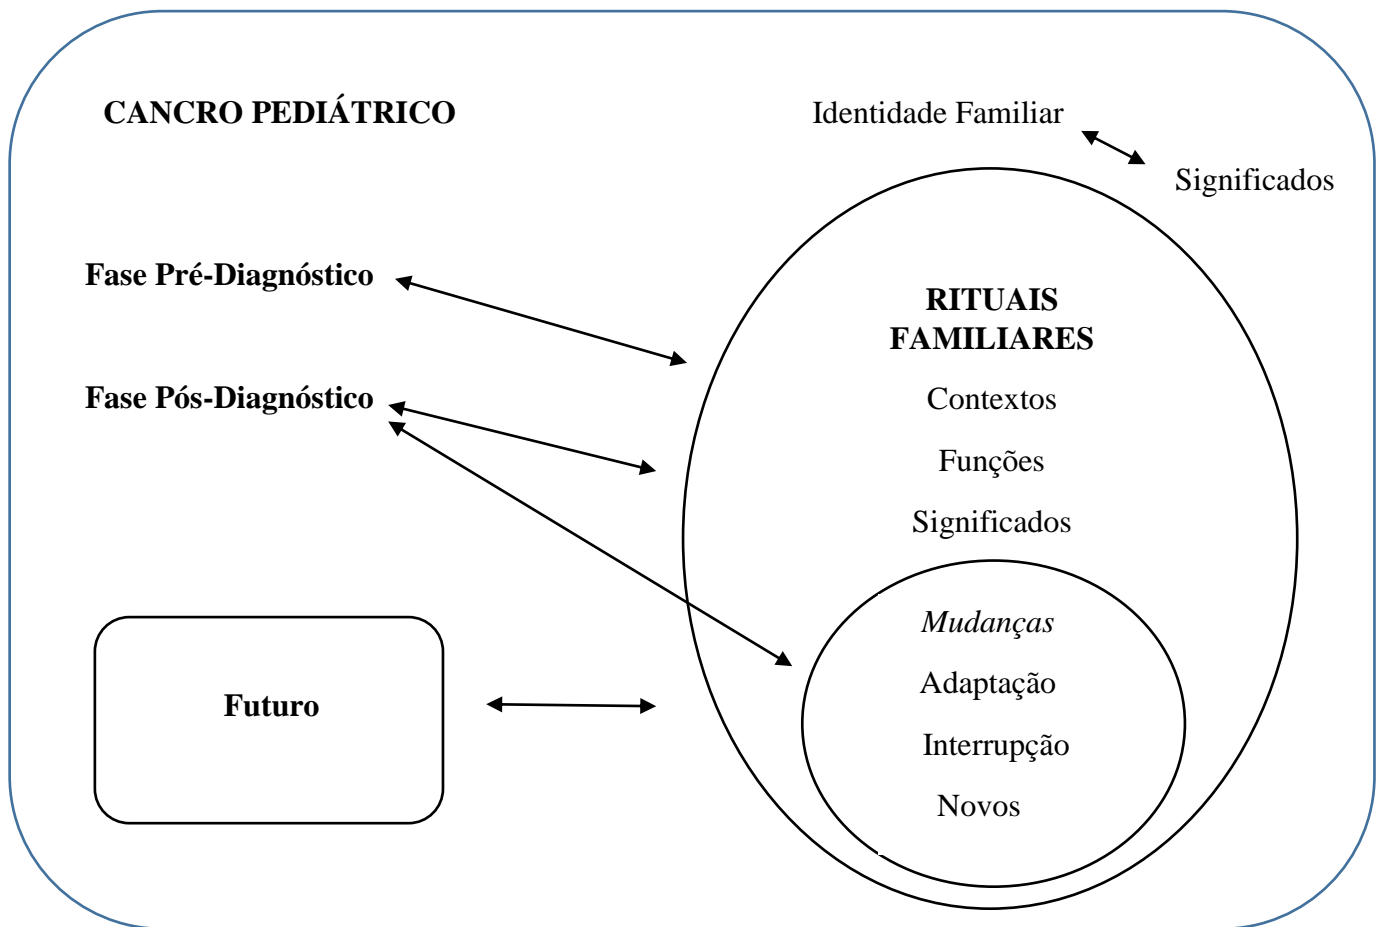 CANCRO PEDIÁTRICO
Identidade Familiar
Significados
Fase Pré-Diagnóstico
Fase Pós-Diagnóstico
Futuro
RITUAIS
FAMILIARES
Contextos
Funções
Significados
Mudanças
Adaptação
Interrupção
Novos